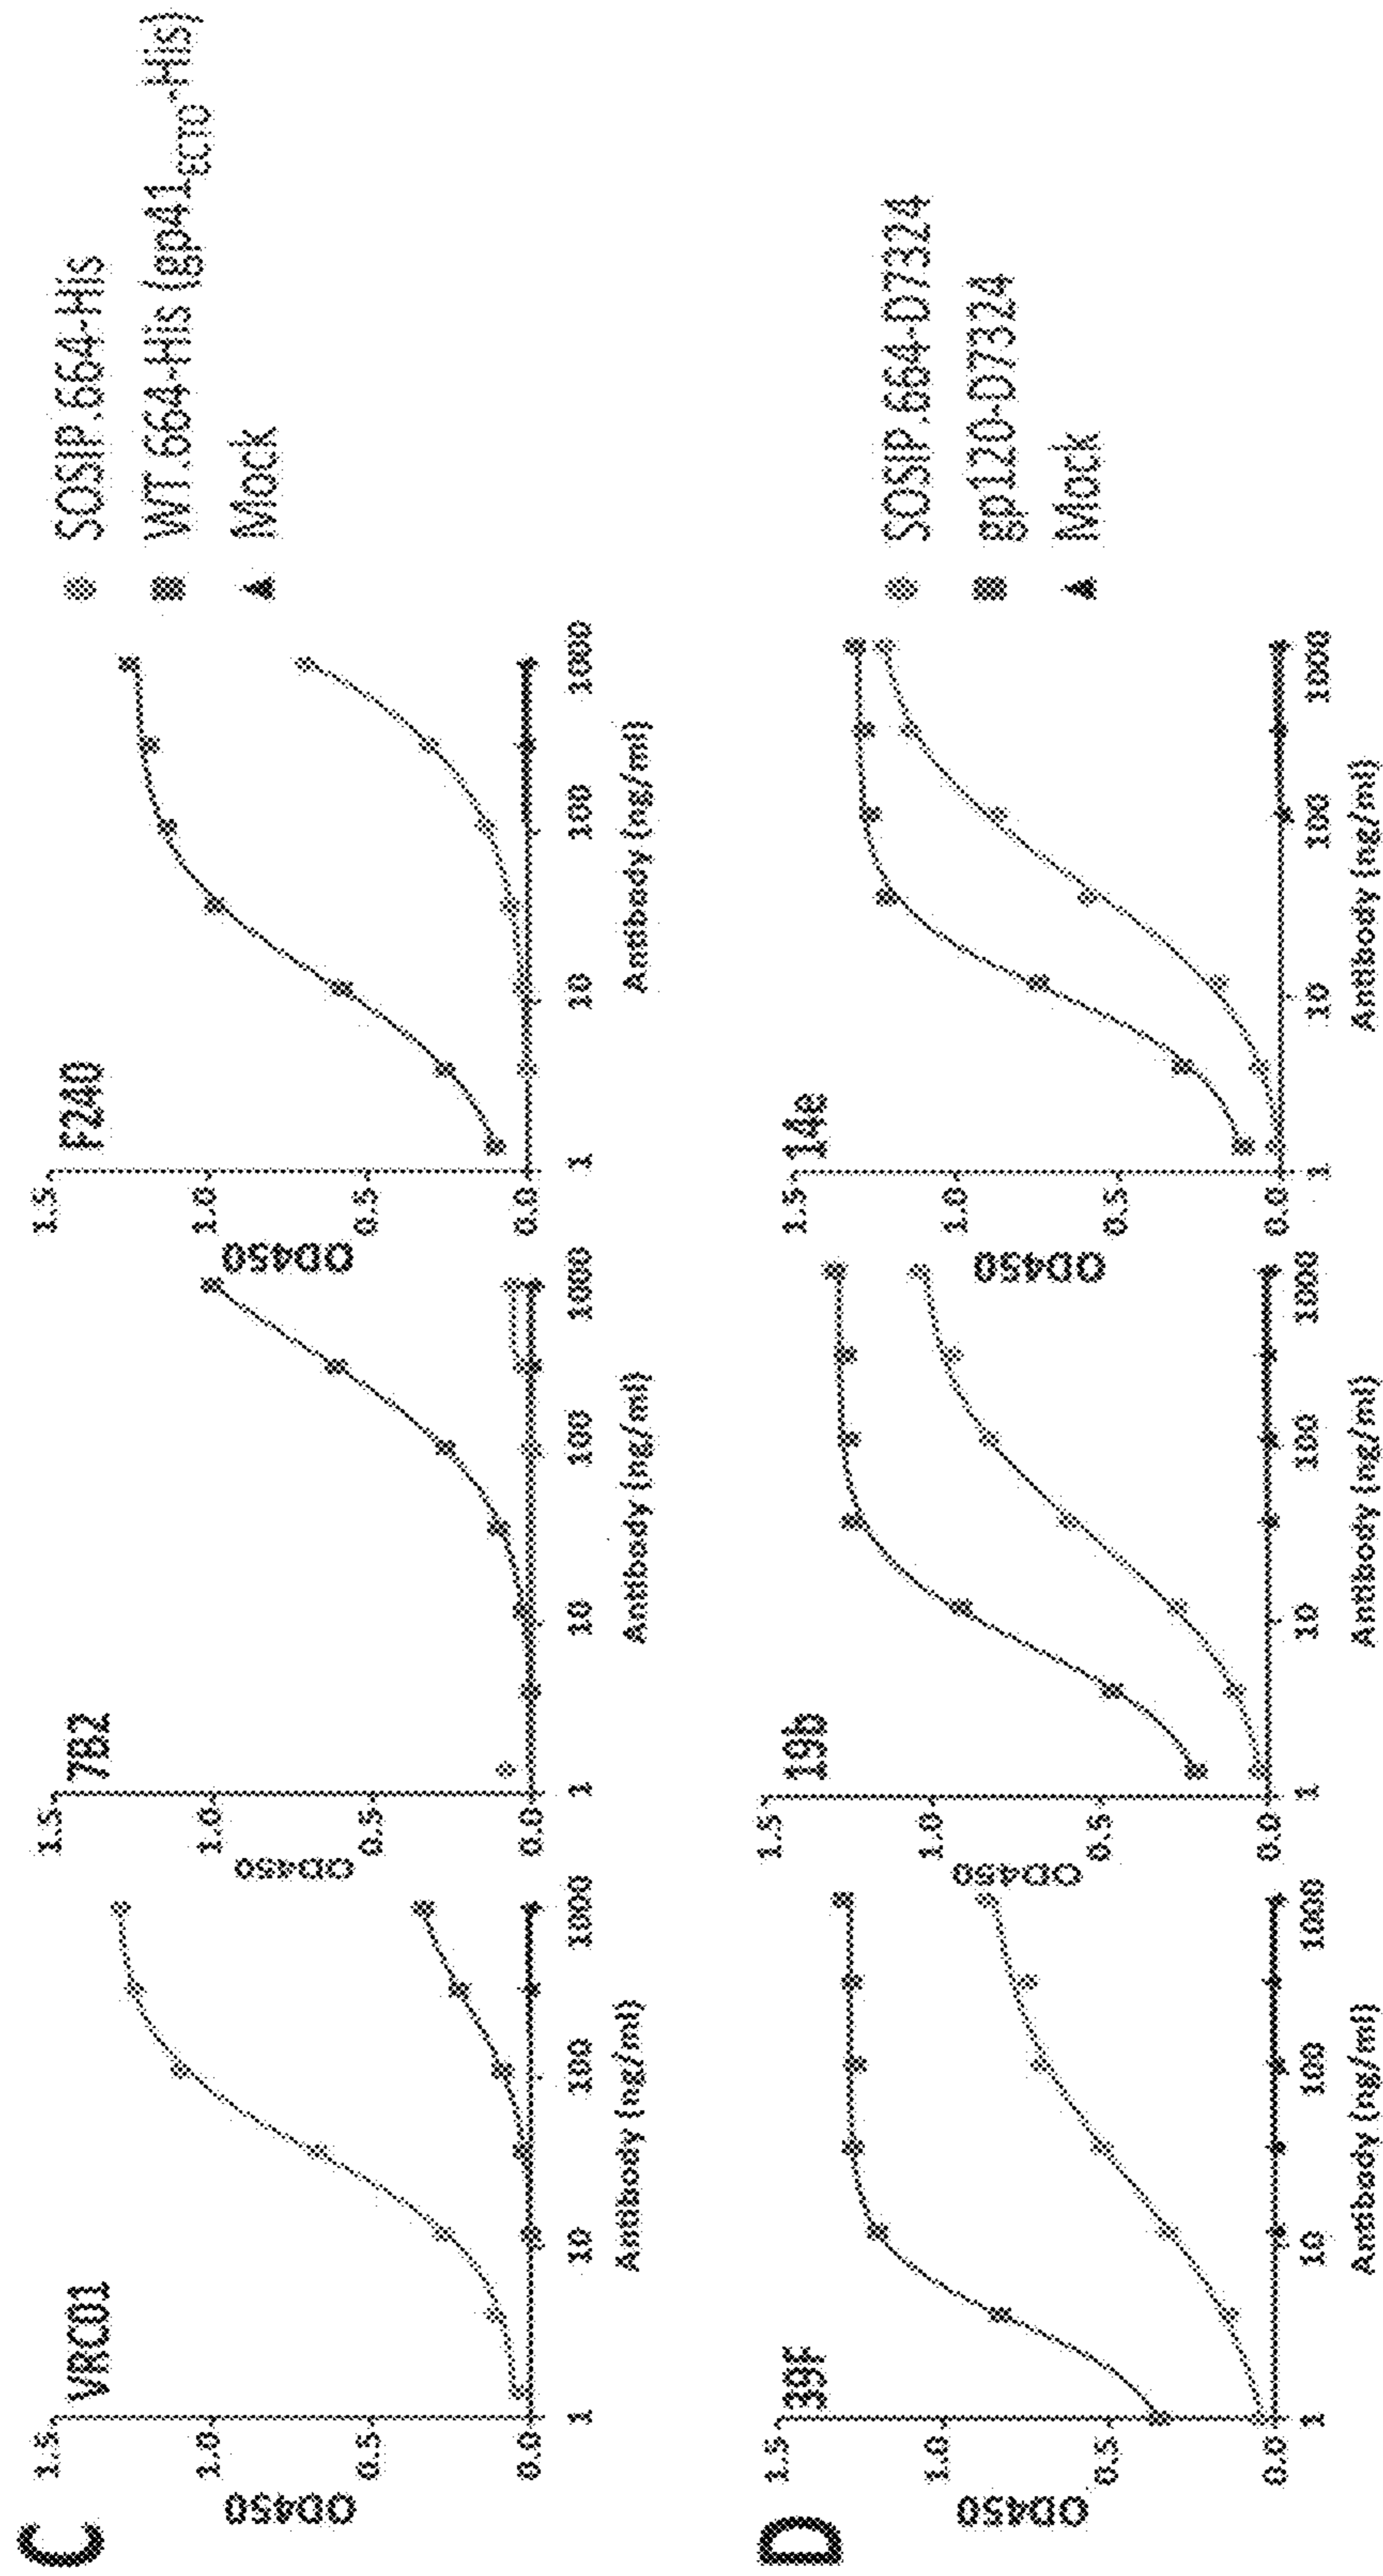 C
VRC01
OD450
1.5
1.0
0.5
0.0
1
10
100
1000
Antibody (ng/ml)
7B2
OD450
1.5
1.0
0.5
0.0
1
10
100
1000
Antibody (ng/ml)
F240
OD450
1.5
1.0
0.5
0.0
1
10
100
1000
Antibody (ng/ml)
SOSIP.664-His
WT.664-His (gp41ECTO-His)
Mock
D
39F
OD450
1.5
1.0
0.5
0.0
1
10
100
1000
Antibody (ng/ml)
19b
OD450
1.5
1.0
0.5
0.0
1
10
100
1000
Antibody (ng/ml)
14e
OD450
1.5
1.0
0.5
0.0
1
10
100
1000
Antibody (ng/ml)
SOSIP.664-D7324
gp120-D7324
Mock